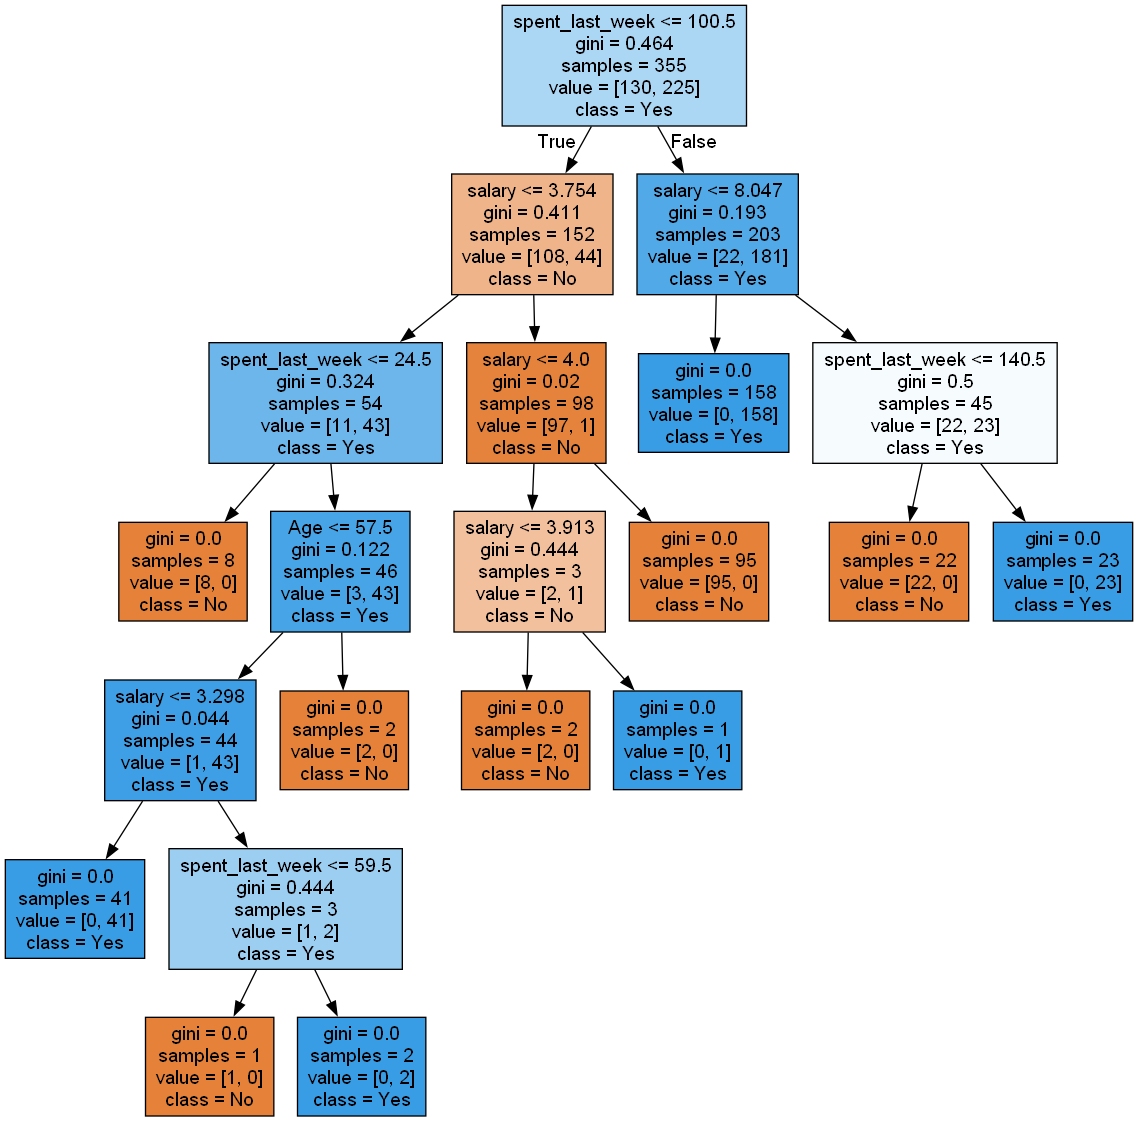 spent_last_week <= 100.5
gini = 0.464
samples = 355
value = [130, 225]
class = Yes
True
False
salary <= 3.754
gini = 0.411
samples = 152
value = [108, 44]
class = No
salary <= 8.047
gini = 0.193
samples = 203
value = [22, 181]
class = Yes
spent_last_week <= 24.5
gini = 0.324
samples = 54
value = [11, 43]
class = Yes
salary <= 4.0
gini = 0.02
samples = 98
value = [97, 1]
class = No
gini = 0.0
samples = 158
value = [0, 158]
class = Yes
spent_last_week <= 140.5
gini = 0.5
samples = 45
value = [22, 23]
class = Yes
gini = 0.0
samples = 8
value = [8, 0]
class = No
Age <= 57.5
gini = 0.122
samples = 46
value = [3, 43]
class = Yes
salary <= 3.913
gini = 0.444
samples = 3
value = [2, 1]
class = No
gini = 0.0
samples = 95
value = [95, 0]
class = No
gini = 0.0
samples = 22
value = [22, 0]
class = No
gini = 0.0
samples = 23
value = [0, 23]
class = Yes
salary <= 3.298
gini = 0.044
samples = 44
value = [1, 43]
class = Yes
gini = 0.0
samples = 2
value = [2, 0]
class = No
gini = 0.0
samples = 2
value = [2, 0]
class = No
gini = 0.0
samples = 1
value = [0, 1]
class = Yes
gini = 0.0
samples = 41
value = [0, 41]
class = Yes
spent_last_week <= 59.5
gini = 0.444
samples = 3
value = [1, 2]
class = Yes
gini = 0.0
samples = 1
value = [1, 0]
class = No
gini = 0.0
samples = 2
value = [0, 2]
class = Yes